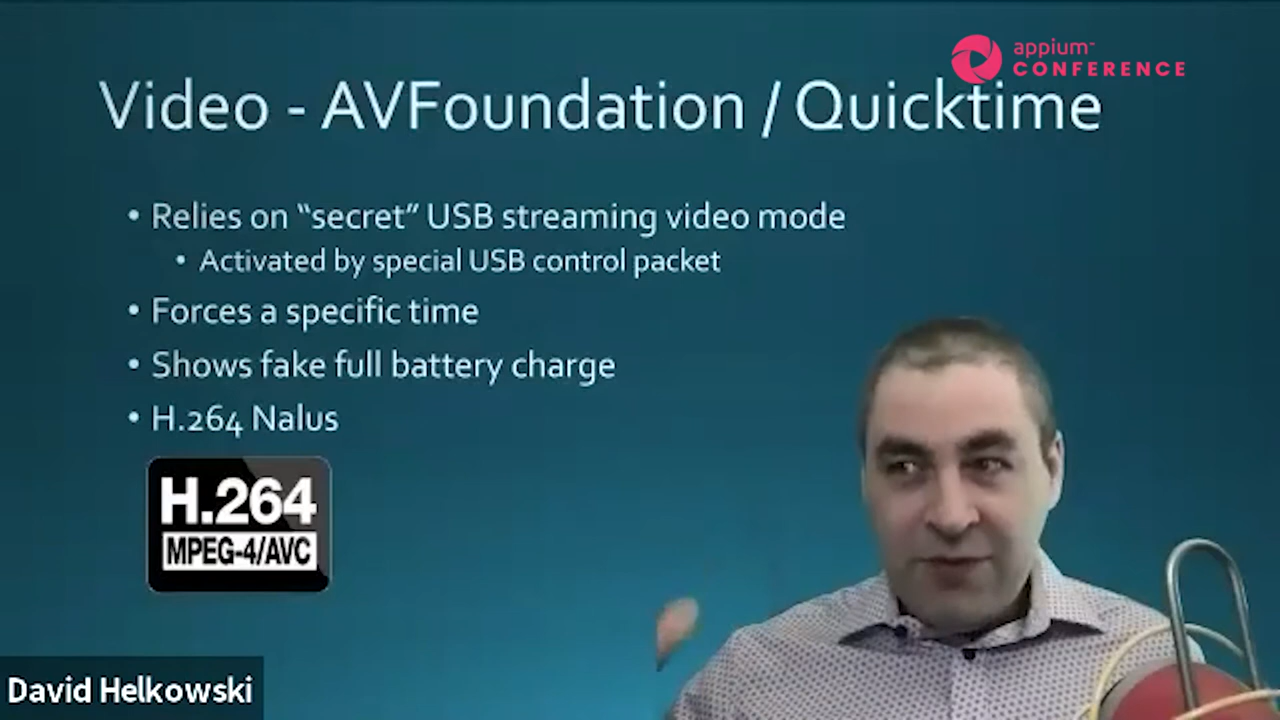 appium
CONFERENCE
Video - AVFoundation / Quicktime
• Relies on “secret” USB streaming video mode
• Activated by special USB control packet
• Forces a specific time
• Shows fake full battery charge
• H.264 Nalus
H.264
MPEG-4/AVC
David Helkowski